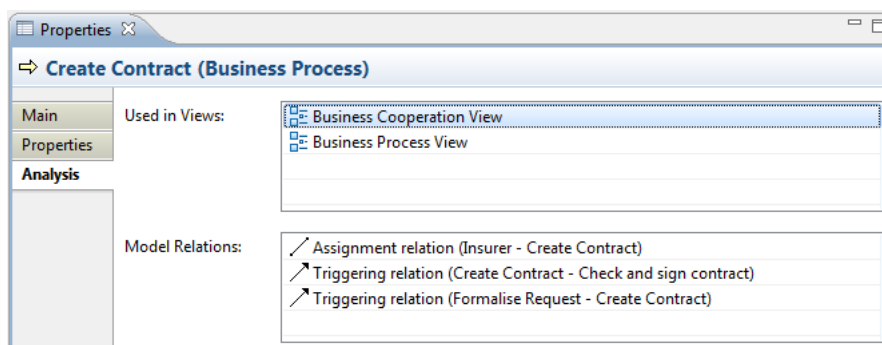 Properties
Create Contract (Business Process)
Main
Used in Views:
Business Cooperation View
Properties
Business Process View
Analysis
Model Relations:
Assignment relation (Insurer - Create Contract)
Triggering relation (Create Contract - Check and sign contract)
Triggering relation (Formalise Request - Create Contract)